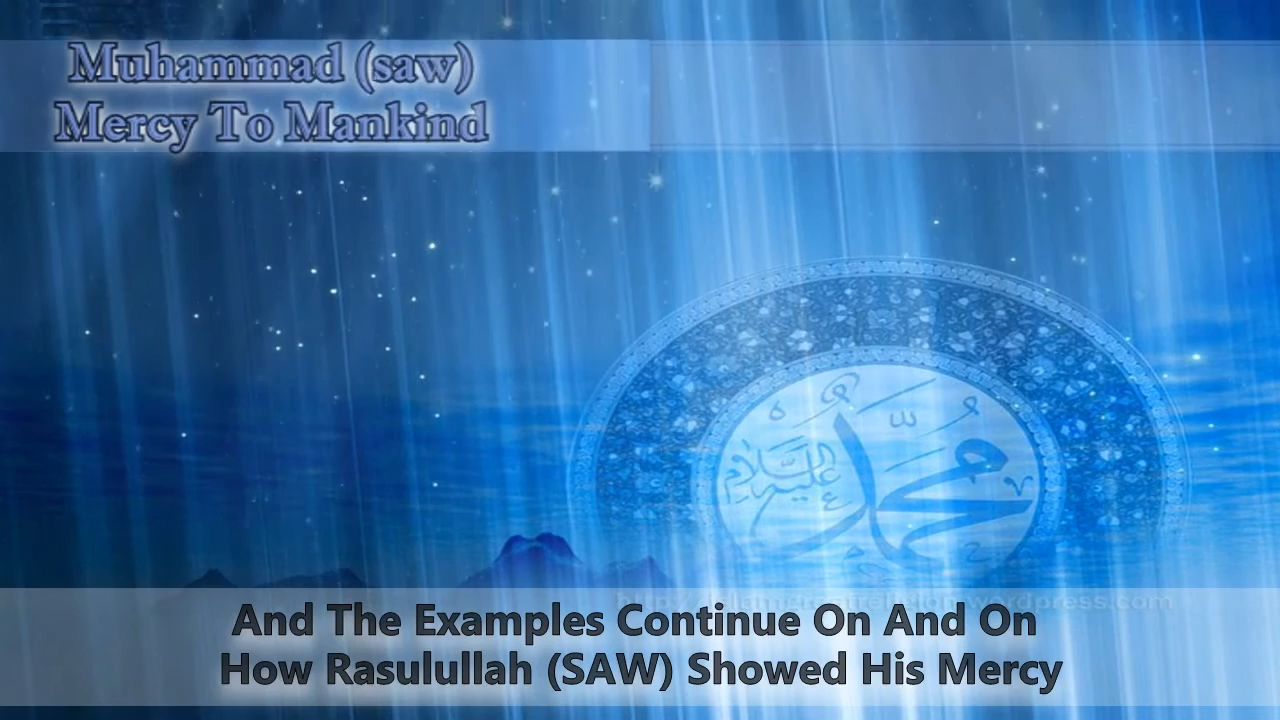 Muhammad (saw)
Mercy To Mankind
محمد
عليه السلام
And The Examples Continue On And On
How Rasulullah (SAW) Showed His Mercy